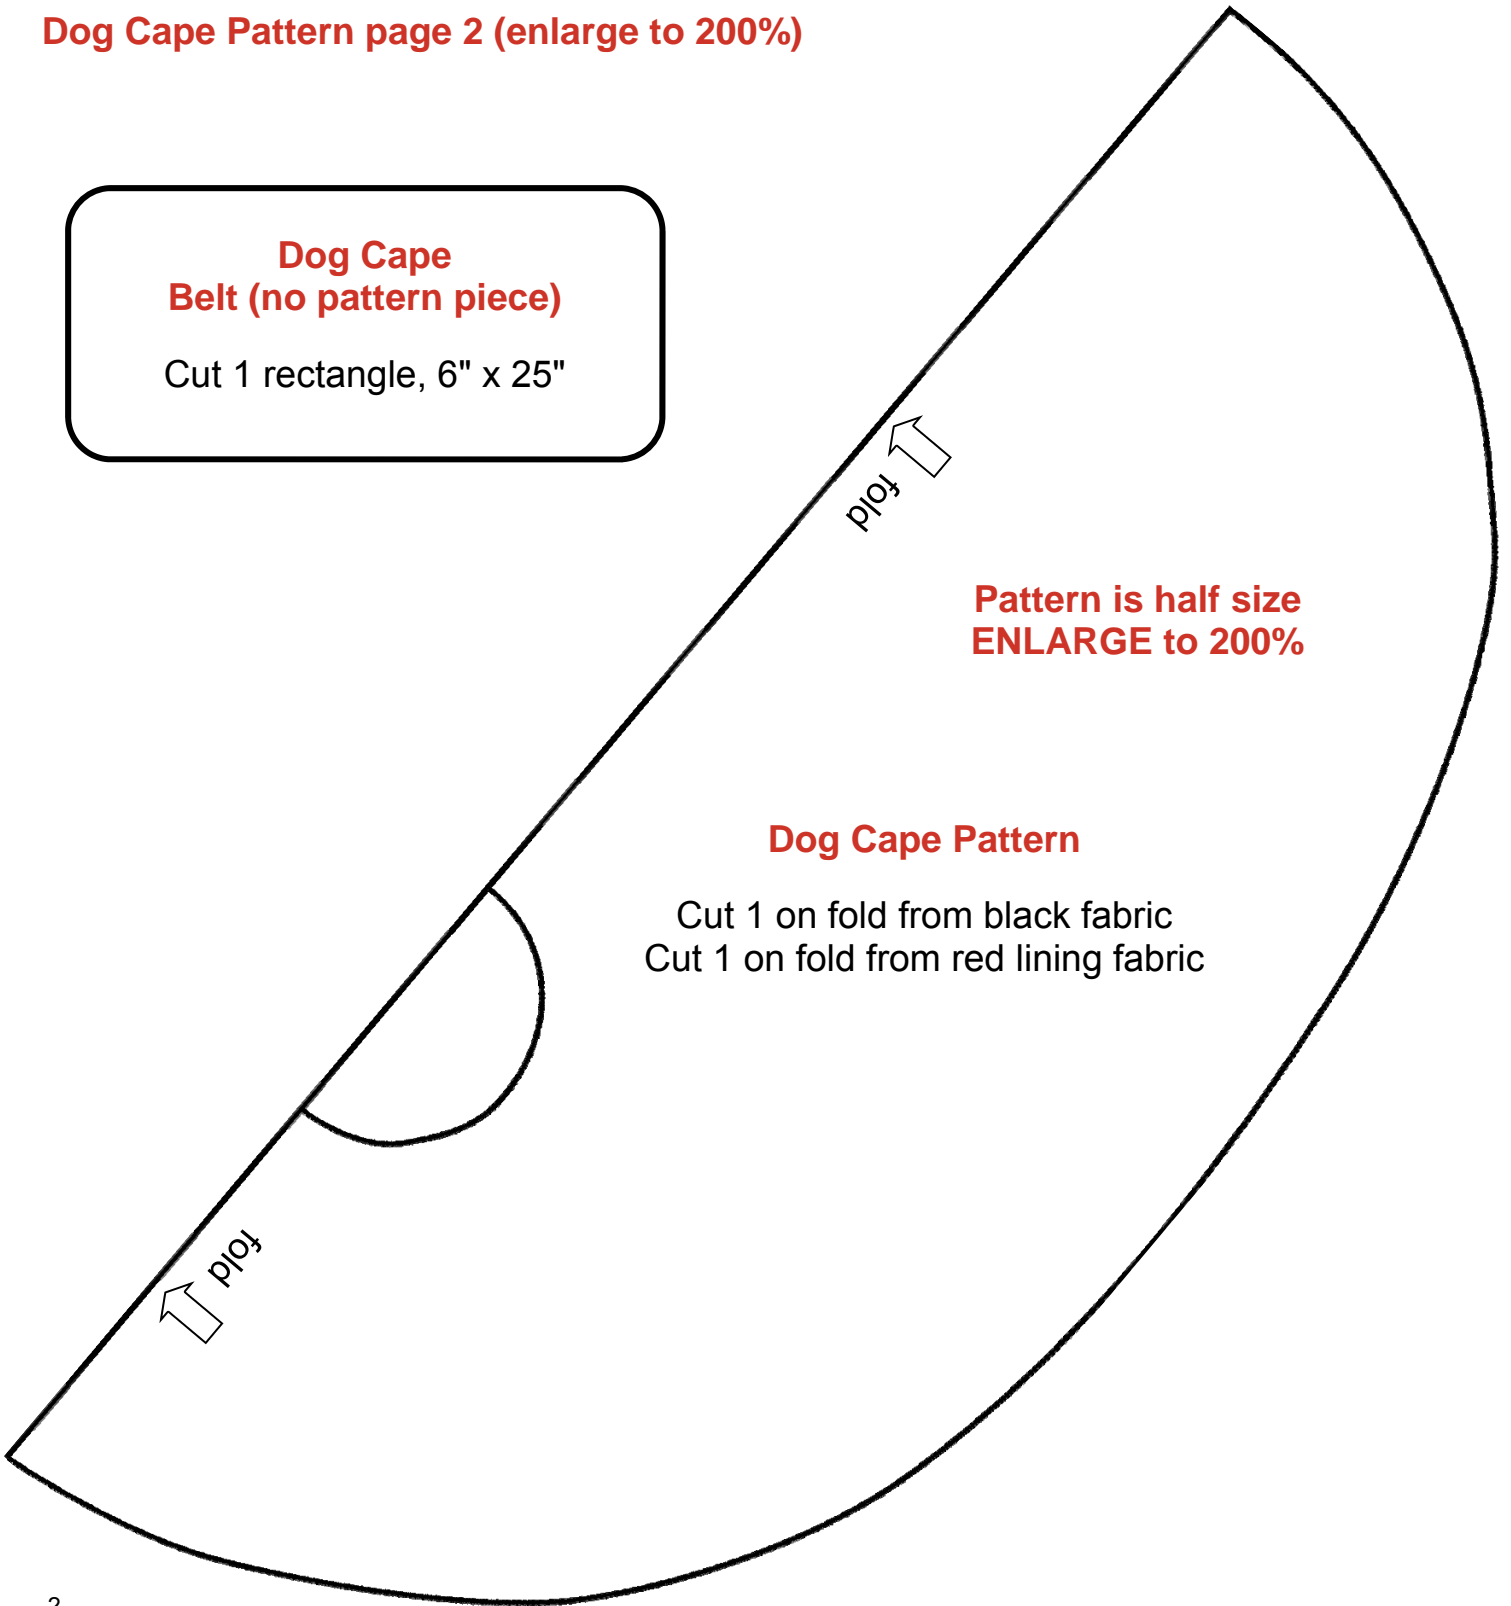 Dog Cape Pattern page 2 (enlarge to 200%)
Dog Cape
Belt (no pattern piece)
Cut 1 rectangle, 6" x 25"
fold
Pattern is half size
ENLARGE to 200%
Dog Cape Pattern
Cut 1 on fold from black fabric
Cut 1 on fold from red lining fabric
fold
2